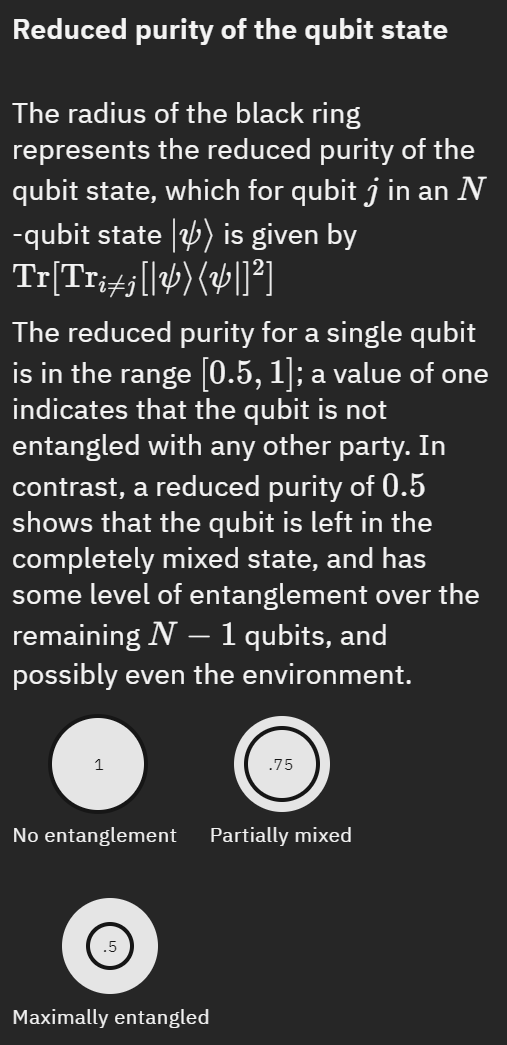 Reduced purity of the qubit state
The radius of the black ring
represents the reduced purity of the
qubit state, which for qubit j in an N
-qubit state |ψ⟩ is given by
Tr[Tr_{i≠j}[|ψ⟩⟨ψ|]²]
The reduced purity for a single qubit
is in the range [0.5, 1]; a value of one
indicates that the qubit is not
entangled with any other party. In
contrast, a reduced purity of 0.5
shows that the qubit is left in the
completely mixed state, and has
some level of entanglement over the
remaining N − 1 qubits, and
possibly even the environment.
1
.75
No entanglement
Partially mixed
.5
Maximally entangled